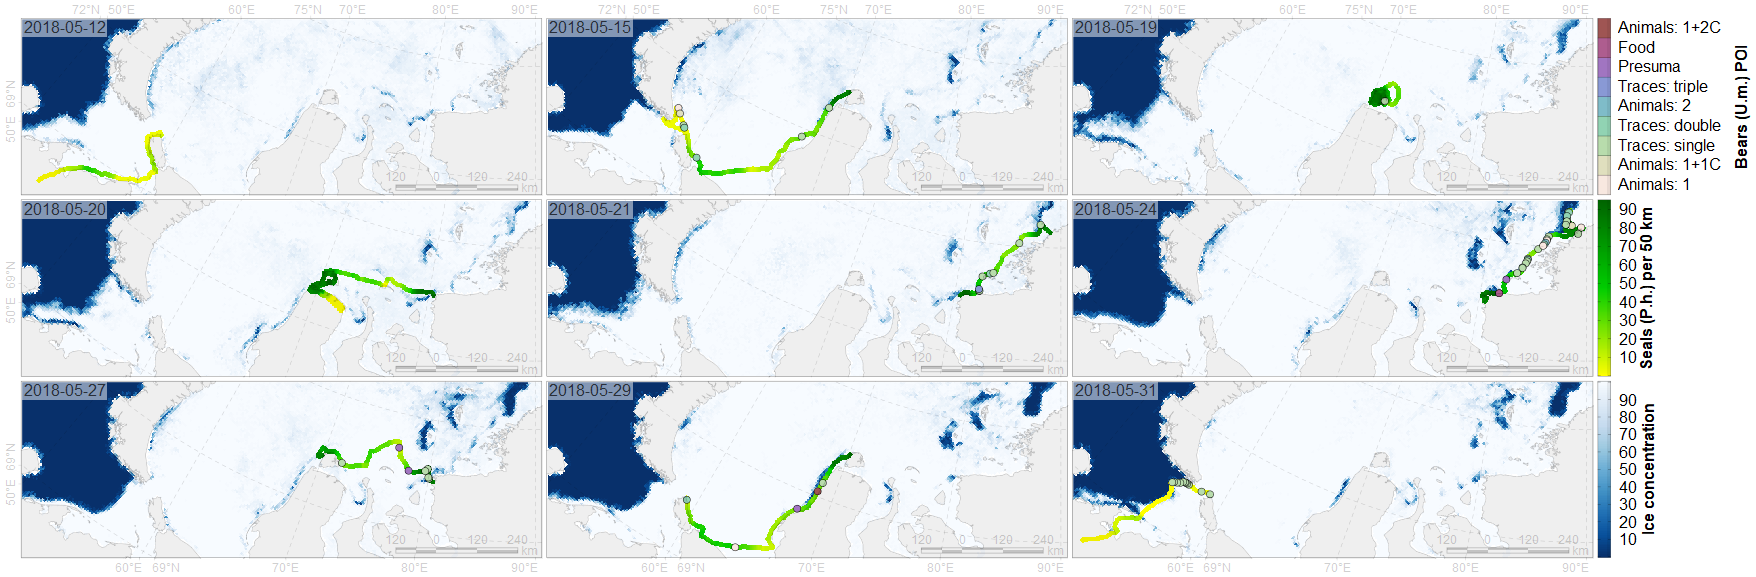 72°N 50°E 60°E 75°N 70°E 80°E 90°E
72°N 50°E 60°E 75°N 70°E 80°E 90°E
72°N 50°E 60°E 75°N 70°E 80°E 90°E
2018-05-12
2018-05-15
2018-05-19
50°E 69°N
120 0 120 240
km
120 0 120 240
km
120 0 120 240
km
Animals: 1+2C
Food
Presuma
Traces: triple
Animals: 2
Traces: double
Traces: single
Animals: 1+1C
Animals: 1
Bears (U.m.) POI
2018-05-20
2018-05-21
2018-05-24
50°E 69°N
120 0 120 240
km
120 0 120 240
km
120 0 120 240
km
90
80
70
60
50
40
30
20
10
Seals (P.h.) per 50 km
2018-05-27
2018-05-29
2018-05-31
50°E 69°N
120 0 120 240
km
120 0 120 240
km
120 0 120 240
km
90
80
70
60
50
40
30
20
10
Ice concentration
60°E 69°N 70°E 80°E 90°E
60°E 69°N 70°E 80°E 90°E
60°E 69°N 70°E 80°E 90°E